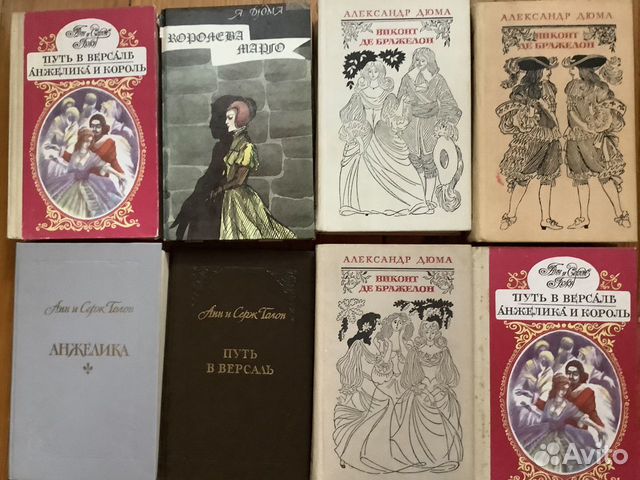 Анн и Серж
Голон
ПУТЬ В ВЕРСАЛЬ
АНЖЕЛИКА И КОРОЛЬ
А. ДЮМА
КОРОЛЕВА
МАРГО
АЛЕКСАНДР ДЮМА
ВИКОНТ
ДЕ БРАЖЕЛОН
АЛЕКСАНДР ДЮМА
ВИКОНТ
ДЕ БРАЖЕЛОН
Анн и Серж Голон
АНЖЕЛИКА
Анн и Серж Голон
ПУТЬ
В ВЕРСАЛЬ
АЛЕКСАНДР ДЮМА
ВИКОНТ
ДЕ БРАЖЕЛОН
Анн и Серж
Голон
ПУТЬ В ВЕРСАЛЬ
АНЖЕЛИКА И КОРОЛЬ
Avito